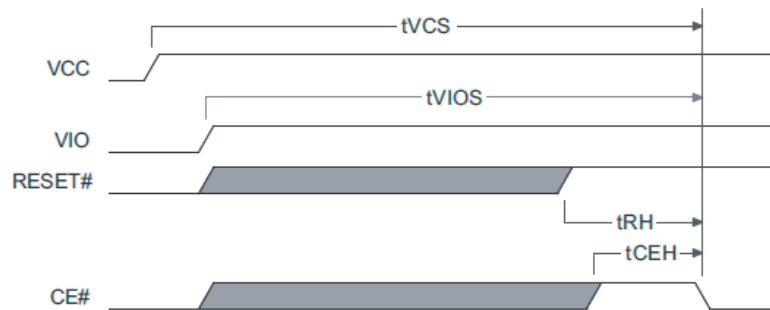 tVCS
VCC
tVIOS
VIO
RESET#
tRH
tCEH
CE#